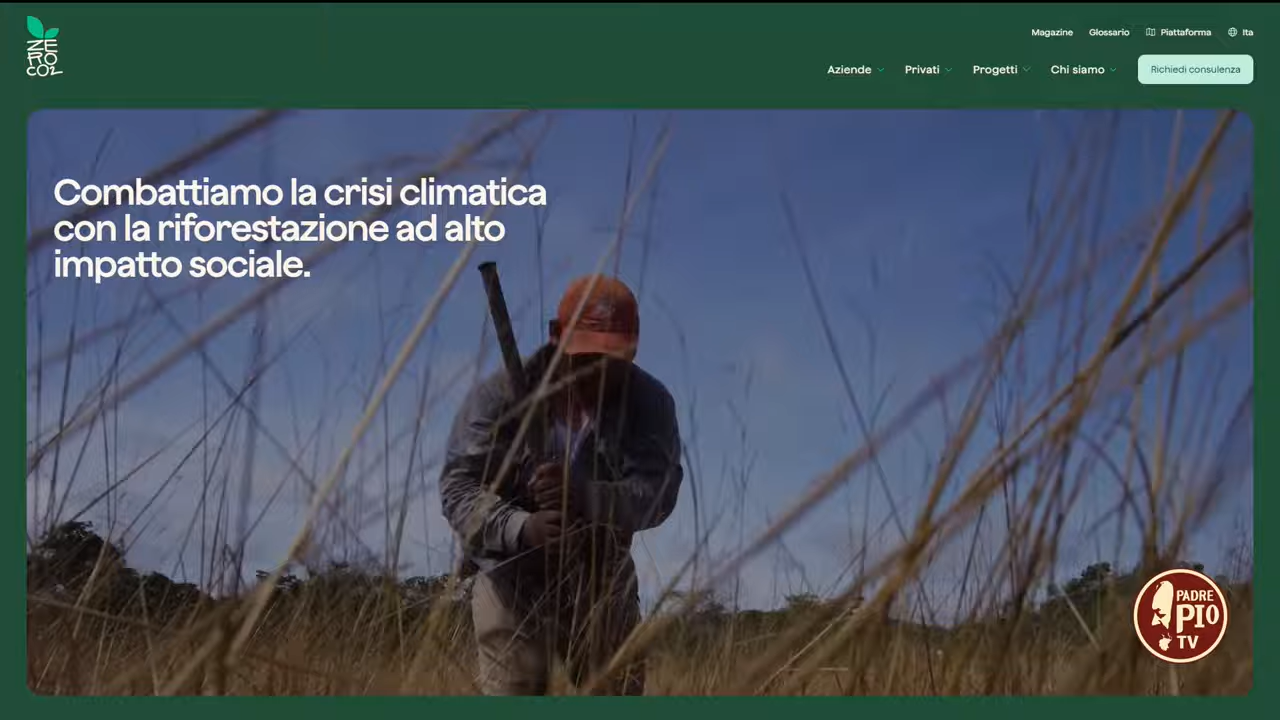 ZE
RO
CO2
Magazine
Glossario
Piattaforma
Ita
Aziende
Privati
Progetti
Chi siamo
Richiedi consulenza
Combattiamo la crisi climatica
con la riforestazione ad alto
impatto sociale.
PADRE
PIO
TV